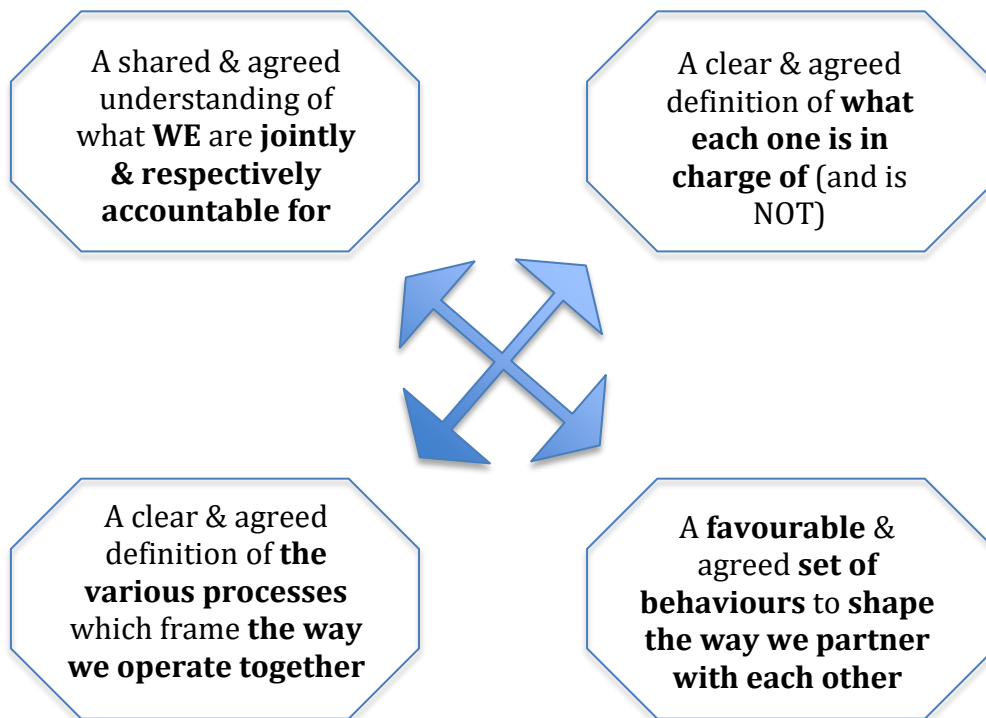 A shared & agreed
understanding of
what WE are jointly
& respectively
accountable for
A clear & agreed
definition of what
each one is in
charge of (and is
NOT)
A clear & agreed
definition of the
various processes
which frame the way
we operate together
A favourable &
agreed set of
behaviours to shape
the way we partner
with each other